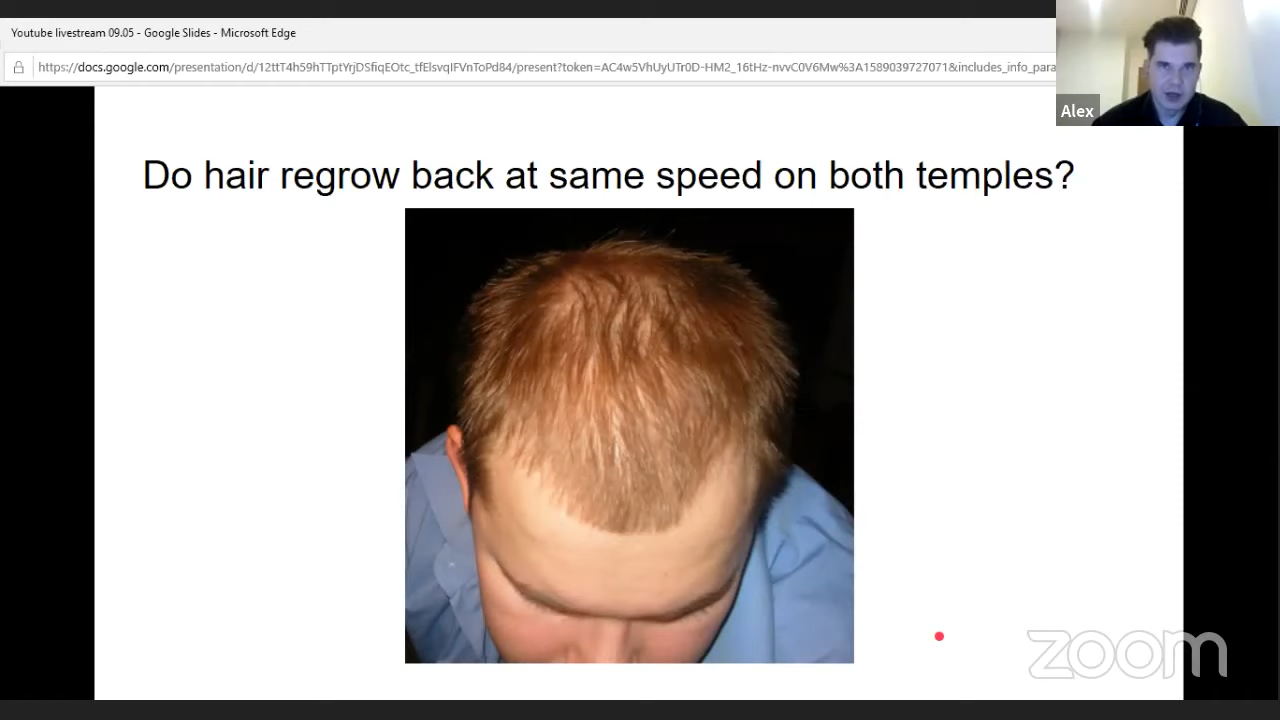 Youtube livestream 09.05 - Google Slides - Microsoft Edge
https://docs.google.com/presentation/d/12ttT4h59hTTptYrjDSfiqEOtc_tfElsvqIFVnToPd84/present?token=AC4w5VhUyUTr0D-HM2_16tHz-nvvC0V6Mw%3A1589039727071&includes_info_para
Alex
Do hair regrow back at same speed on both temples?
zoom